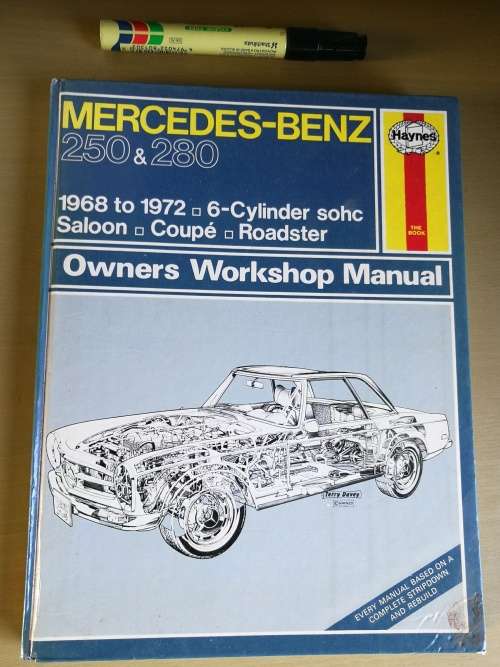 MERCEDES-BENZ
250 & 280
Haynes
®
1968 to 1972 □ 6-Cylinder sohc
Saloon □ Coupé □ Roadster
THE
BOOK
Owners Workshop Manual
Terry Davey
EVERY MANUAL BASED ON A
COMPLETE STRIPDOWN
AND REBUILD